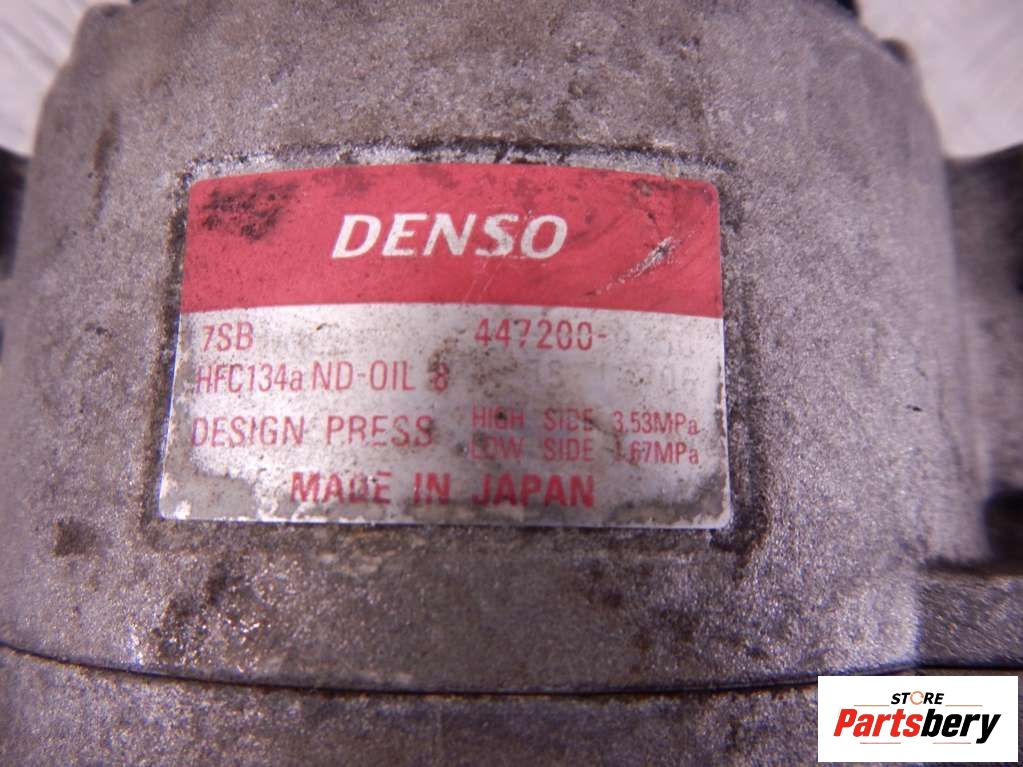 DENSO
7SB 447200-
HFC134a ND-OIL 8
DESIGN PRESS HIGH SIDE 3.53MPa
LOW SIDE 1.67MPa
MADE IN JAPAN
STORE
Partsbery